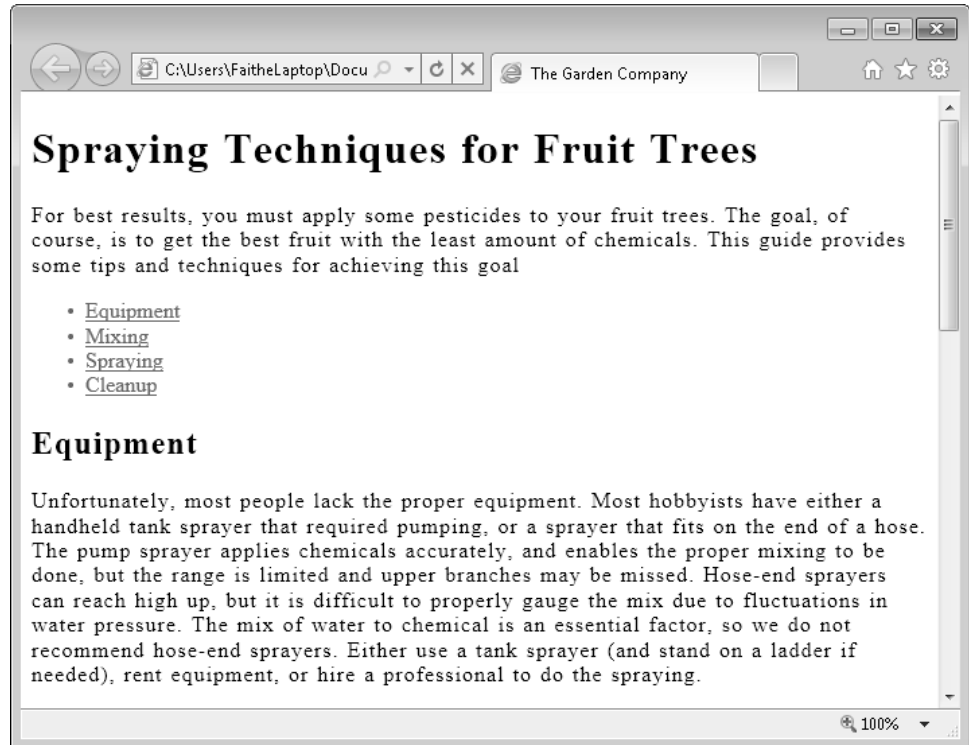 C:\Users\FaitheLaptop\Docu
The Garden Company
Spraying Techniques for Fruit Trees
For best results, you must apply some pesticides to your fruit trees. The goal, of
course, is to get the best fruit with the least amount of chemicals. This guide provides
some tips and techniques for achieving this goal
• Equipment
• Mixing
• Spraying
• Cleanup
Equipment
Unfortunately, most people lack the proper equipment. Most hobbyists have either a
handheld tank sprayer that required pumping, or a sprayer that fits on the end of a hose.
The pump sprayer applies chemicals accurately, and enables the proper mixing to be
done, but the range is limited and upper branches may be missed. Hose-end sprayers
can reach high up, but it is difficult to properly gauge the mix due to fluctuations in
water pressure. The mix of water to chemical is an essential factor, so we do not
recommend hose-end sprayers. Either use a tank sprayer (and stand on a ladder if
needed), rent equipment, or hire a professional to do the spraying.
100%